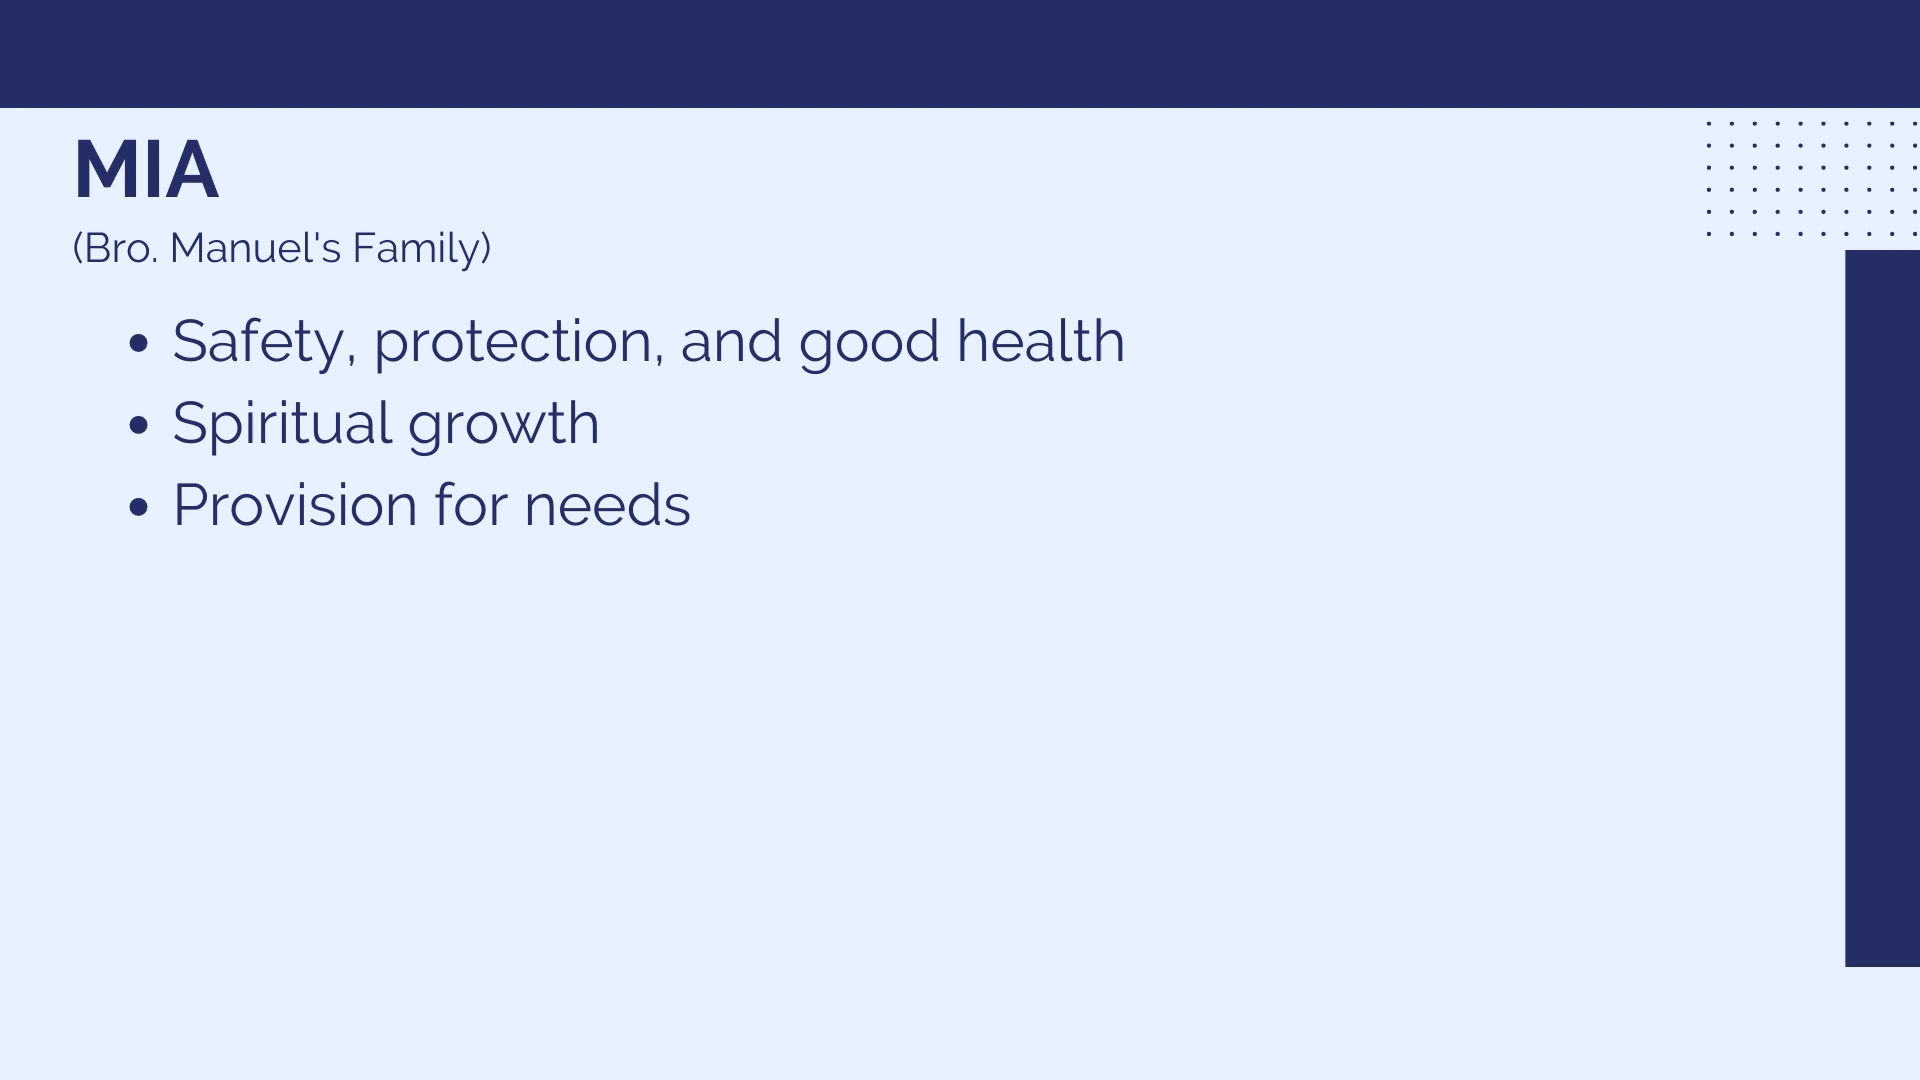 MIA
(Bro. Manuel's Family)
• Safety, protection, and good health
• Spiritual growth
• Provision for needs